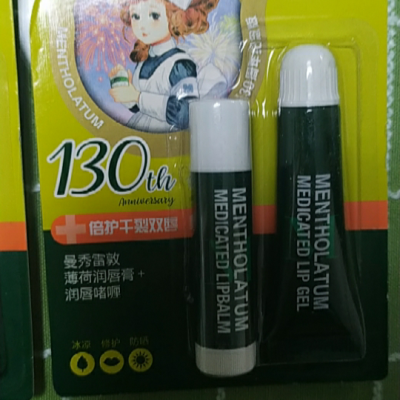 MENTHOLATUM
130th
Anniversary
倍护干裂双唇
曼秀雷敦
薄荷润唇膏+
润唇啫喱
冰凉 修护 防晒
MENTHOLATUM
MEDICATED LIPBALM
MENTHOLATUM
MEDICATED LIP GEL